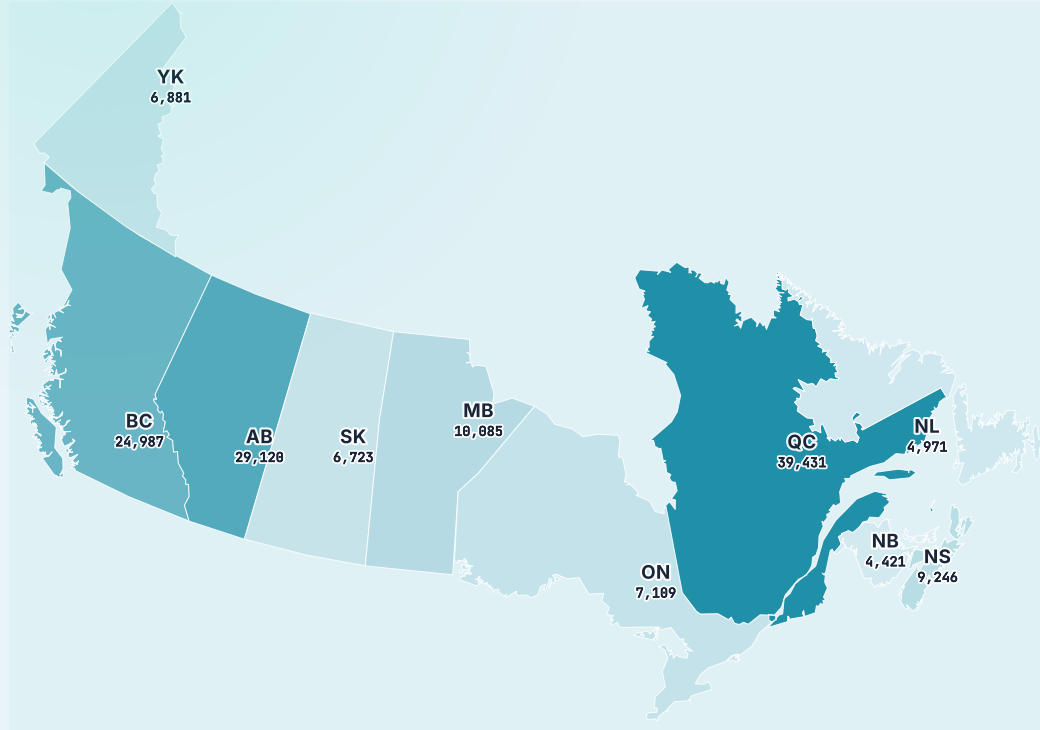 YK
6,881
BC
24,987
AB
29,120
SK
6,723
MB
10,085
ON
7,109
QC
39,431
NL
4,971
NB
4,421
NS
9,246